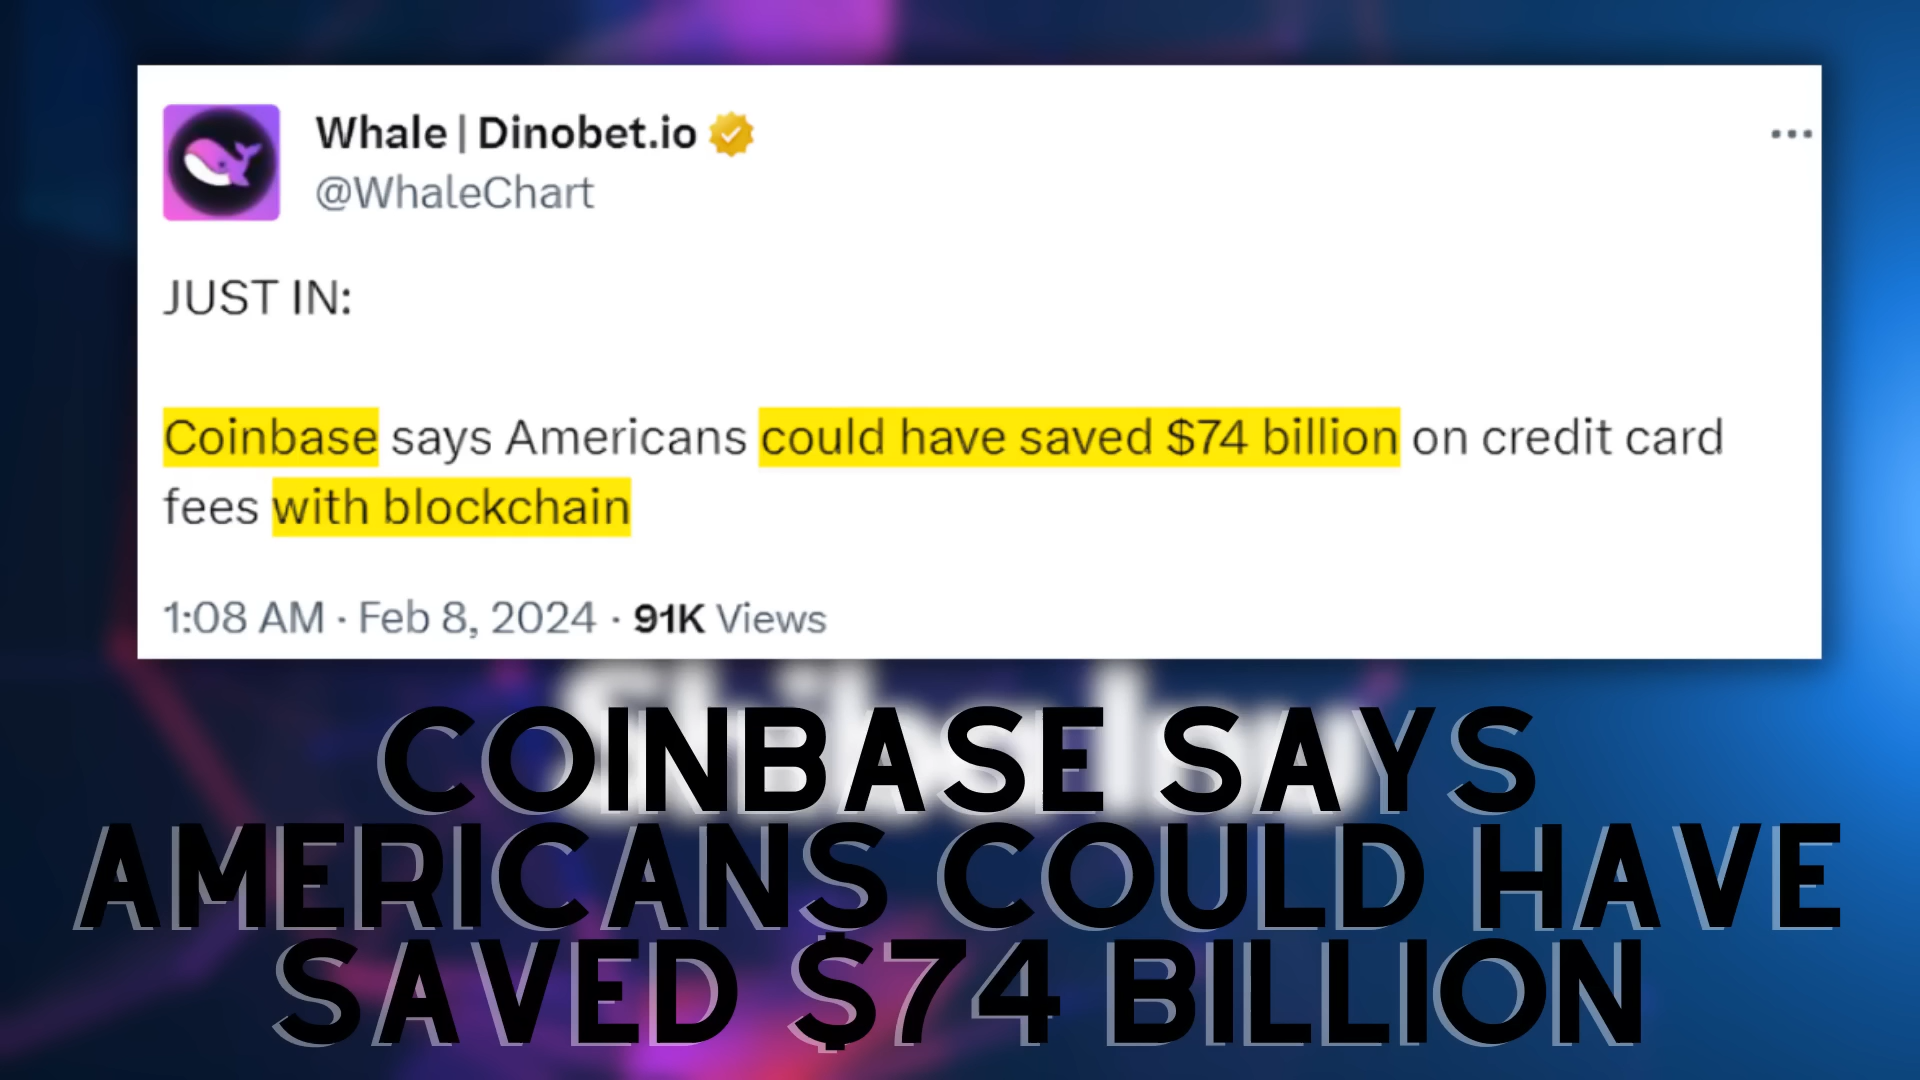 Whale | Dinobet.io
@WhaleChart
JUST IN:
Coinbase says Americans could have saved $74 billion on credit card
fees with blockchain
1:08 AM · Feb 8, 2024 · 91K Views
COINBASE SAYS
AMERICANS COULD HAVE
SAVED $74 BILLION